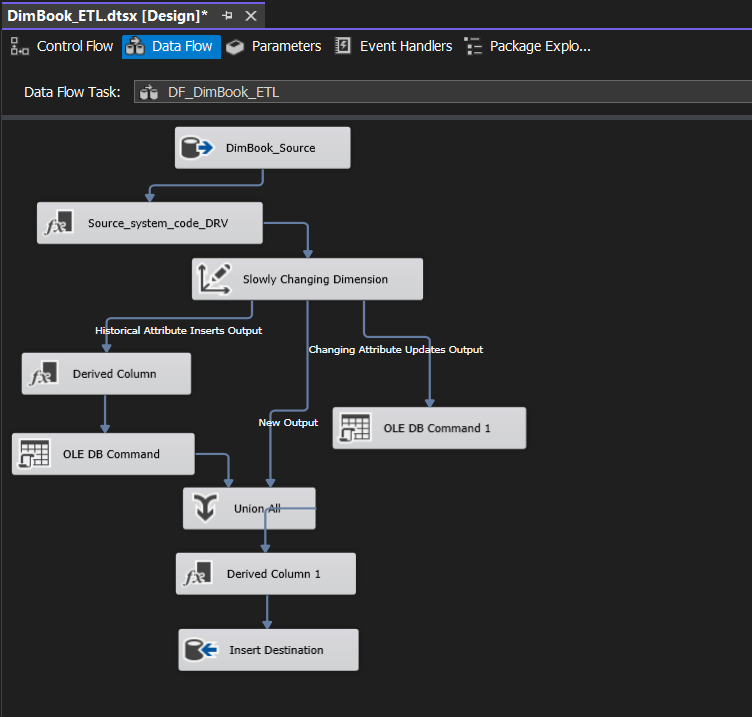 DimBook_ETL.dtsx [Design]*
Control Flow Data Flow Parameters Event Handlers Package Explo...
Data Flow Task: DF_DimBook_ETL
DimBook_Source
Source_system_code_DRV
Slowly Changing Dimension
Historical Attribute Inserts Output
Changing Attribute Updates Output
Derived Column
New Output
OLE DB Command 1
OLE DB Command
Union All
Derived Column 1
Insert Destination